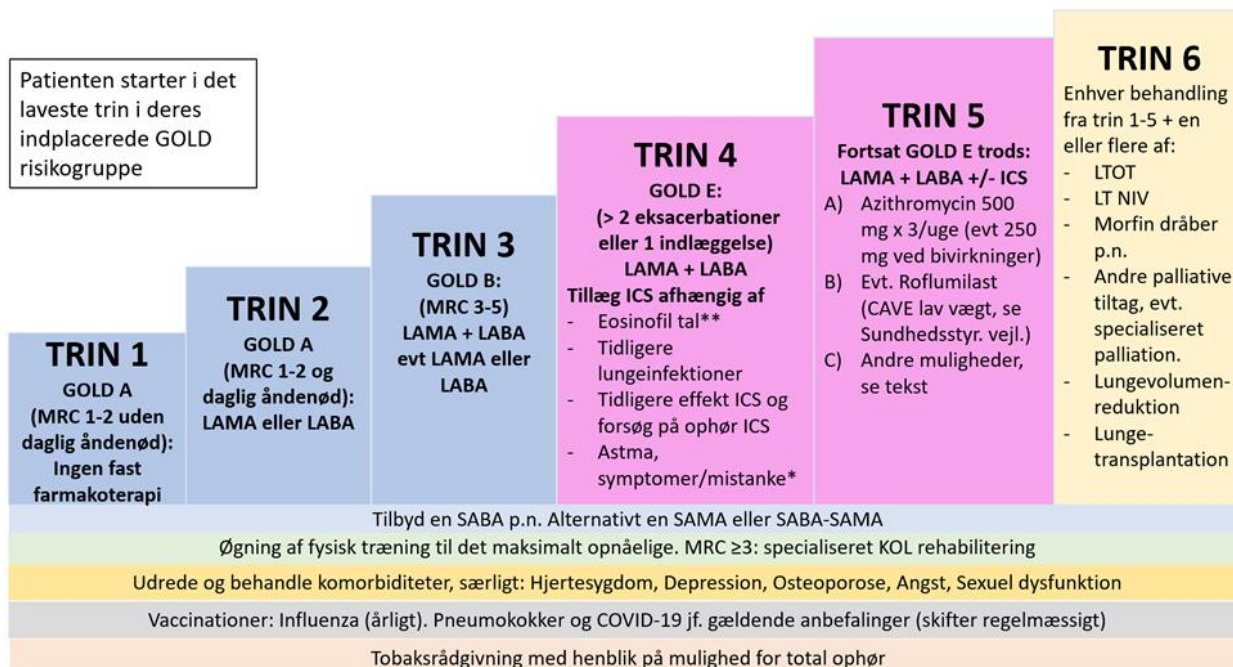 Patienten starter i det
laveste trin i deres
indplacerede GOLD
risikogruppe
TRIN 1
GOLD A
(MRC 1-2 uden
daglig åndenød):
Ingen fast
farmakoterapi
TRIN 2
GOLD A
(MRC 1-2 og
daglig åndenød):
LAMA eller LABA
TRIN 3
GOLD B:
(MRC 3-5)
LAMA + LABA
evt LAMA eller
LABA
TRIN 4
GOLD E:
(> 2 eksacerbationer
eller 1 indlæggelse)
LAMA + LABA
Tillæg ICS afhængig af
- Eosinofil tal**
- Tidligere
lungeinfektioner
- Tidligere effekt ICS og
forsøg på ophør ICS
- Astma,
symptomer/mistanke*
TRIN 5
Fortsat GOLD E trods:
LAMA + LABA +/- ICS
A) Azithromycin 500
mg x 3/uge (evt 250
mg ved bivirkninger)
B) Evt. Roflumilast
(CAVE lav vægt, se
Sundhedsstyr. vejl.)
C) Andre muligheder,
se tekst
TRIN 6
Enhver behandling
fra trin 1-5 + en
eller flere af:
- LTOT
- LT NIV
- Morfin dråber
p.n.
- Andre palliative
tiltag, evt.
specialiseret
palliation.
- Lungevolumen-
reduktion
- Lunge-
transplantation
Tilbyd en SABA p.n. Alternativt en SAMA eller SABA-SAMA
Øgning af fysisk træning til det maksimalt opnåelige. MRC ≥3: specialiseret KOL rehabilitering
Udrede og behandle komorbiditeter, særligt: Hjertesygdom, Depression, Osteoporose, Angst, Sexuel dysfunktion
Vaccinationer: Influenza (årligt). Pneumokokker og COVID-19 jf. gældende anbefalinger (skifter regelmæssigt)
Tobaksrådgivning med henblik på mulighed for total ophør